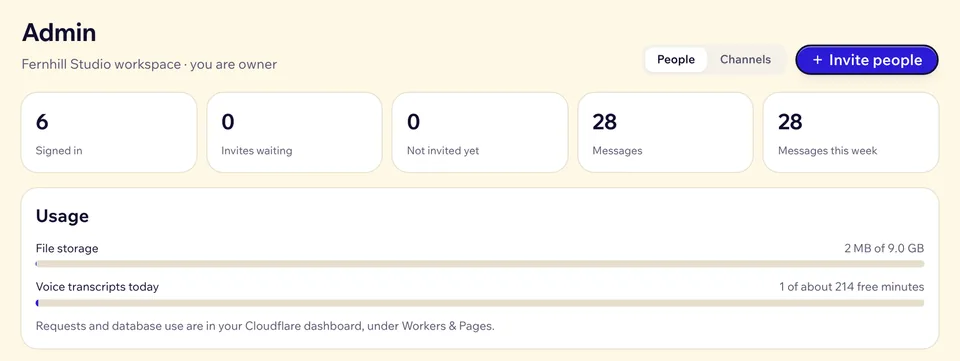 Admin
Fernhill Studio workspace · you are owner
People
Channels
+ Invite people
6
Signed in
0
Invites waiting
0
Not invited yet
28
Messages
28
Messages this week
Usage
File storage
2 MB of 9.0 GB
Voice transcripts today
1 of about 214 free minutes
Requests and database use are in your Cloudflare dashboard, under Workers & Pages.